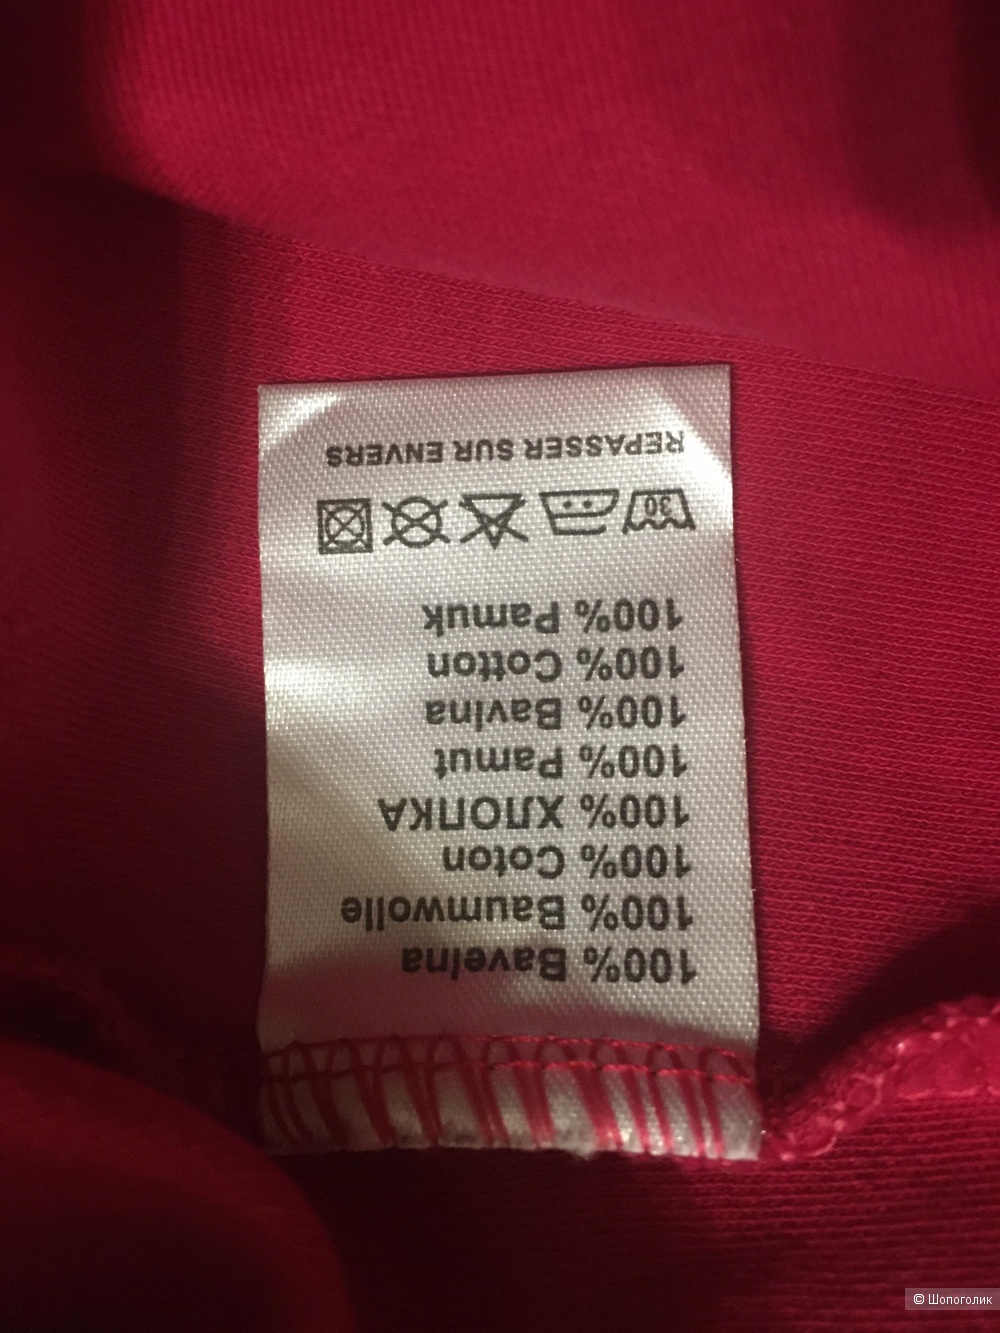 100% Bavelna
100% Baumwolle
100% Coton
100% ХЛОПКА
100% Pamut
100% Bavlna
100% Cotton
100% Pamuk
30
REPASSER SUR ENVERS
© Шопоголик